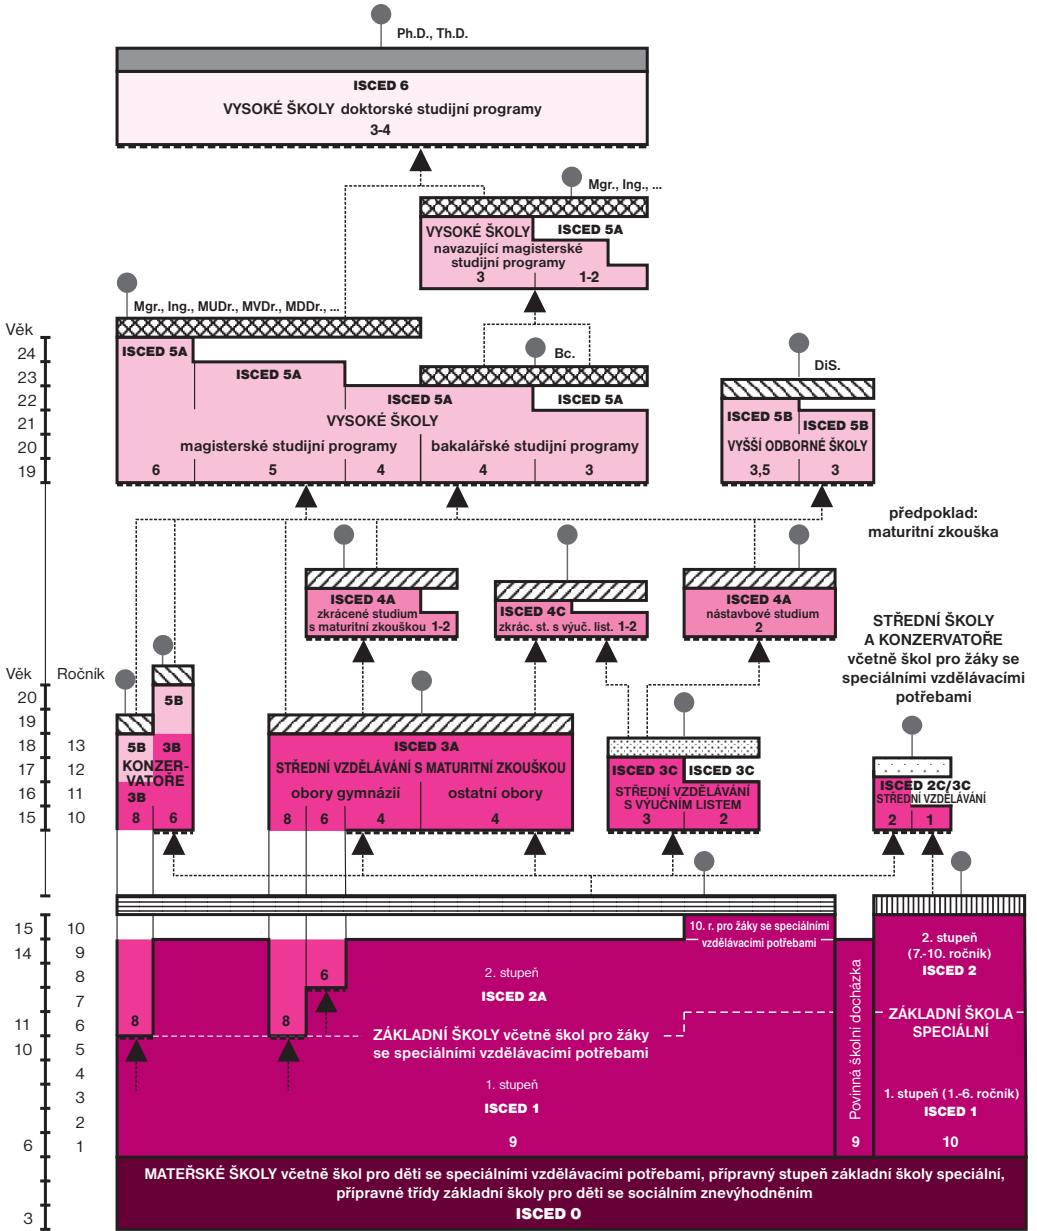 Ph.D., Th.D.
ISCED 6
VYSOKÉ ŠKOLY doktorské studijní programy
3-4
Mgr., Ing., ...
VYSOKÉ ŠKOLY
ISCED 5A
navazující magisterské
studijní programy
3
1-2
Mgr., Ing., MUDr., MVDr., MDDr., ...
Věk
24
23
22
21
20
19
ISCED 5A
ISCED 5A
Bc.
ISCED 5A
ISCED 5A
VYSOKÉ ŠKOLY
magisterské studijní programy
bakalářské studijní programy
6
5
4
4
3
DiS.
ISCED 5B
ISCED 5B
VYŠŠÍ ODBORNÉ ŠKOLY
3,5
3
předpoklad:
maturitní zkouška
ISCED 4A
zkrácené studium
s maturitní zkouškou 1-2
ISCED 4C
zkrác. st. s výuč. list. 1-2
ISCED 4A
nástavbové studium
2
STŘEDNÍ ŠKOLY
A KONZERVATOŘE
včetně škol pro žáky se
speciálními vzdělávacími
potřebami
Věk
Ročník
20
19
18
13
17
12
16
11
15
10
5B
5B
3B
KONZER-
VATOŘE
3B
8
6
ISCED 3A
STŘEDNÍ VZDĚLÁVÁNÍ S MATURITNÍ ZKOUŠKOU
obory gymnázií
ostatní obory
8
6
4
4
ISCED 3C
ISCED 3C
STŘEDNÍ VZDĚLÁVÁNÍ
S VÝUČNÍM LISTEM
3
2
ISCED 2C/3C
STŘEDNÍ VZDĚLÁVÁNÍ
2
1
15
10
14
9
8
7
11
6
10
5
4
3
2
6
1
3
10. r. pro žáky se speciálními
vzdělávacími potřebami
8
8
6
2. stupeň
ISCED 2A
ZÁKLADNÍ ŠKOLY včetně škol pro žáky
se speciálními vzdělávacími potřebami
1. stupeň
ISCED 1
9
Povinná školní docházka
9
2. stupeň
(7.-10. ročník)
ISCED 2
ZÁKLADNÍ ŠKOLA
SPECIÁLNÍ
1. stupeň (1.-6. ročník)
ISCED 1
10
MATEŘSKÉ ŠKOLY včetně škol pro děti se speciálními vzdělávacími potřebami, přípravný stupeň základní školy speciální,
přípravné třídy základní školy pro děti se sociálním znevýhodněním
ISCED 0